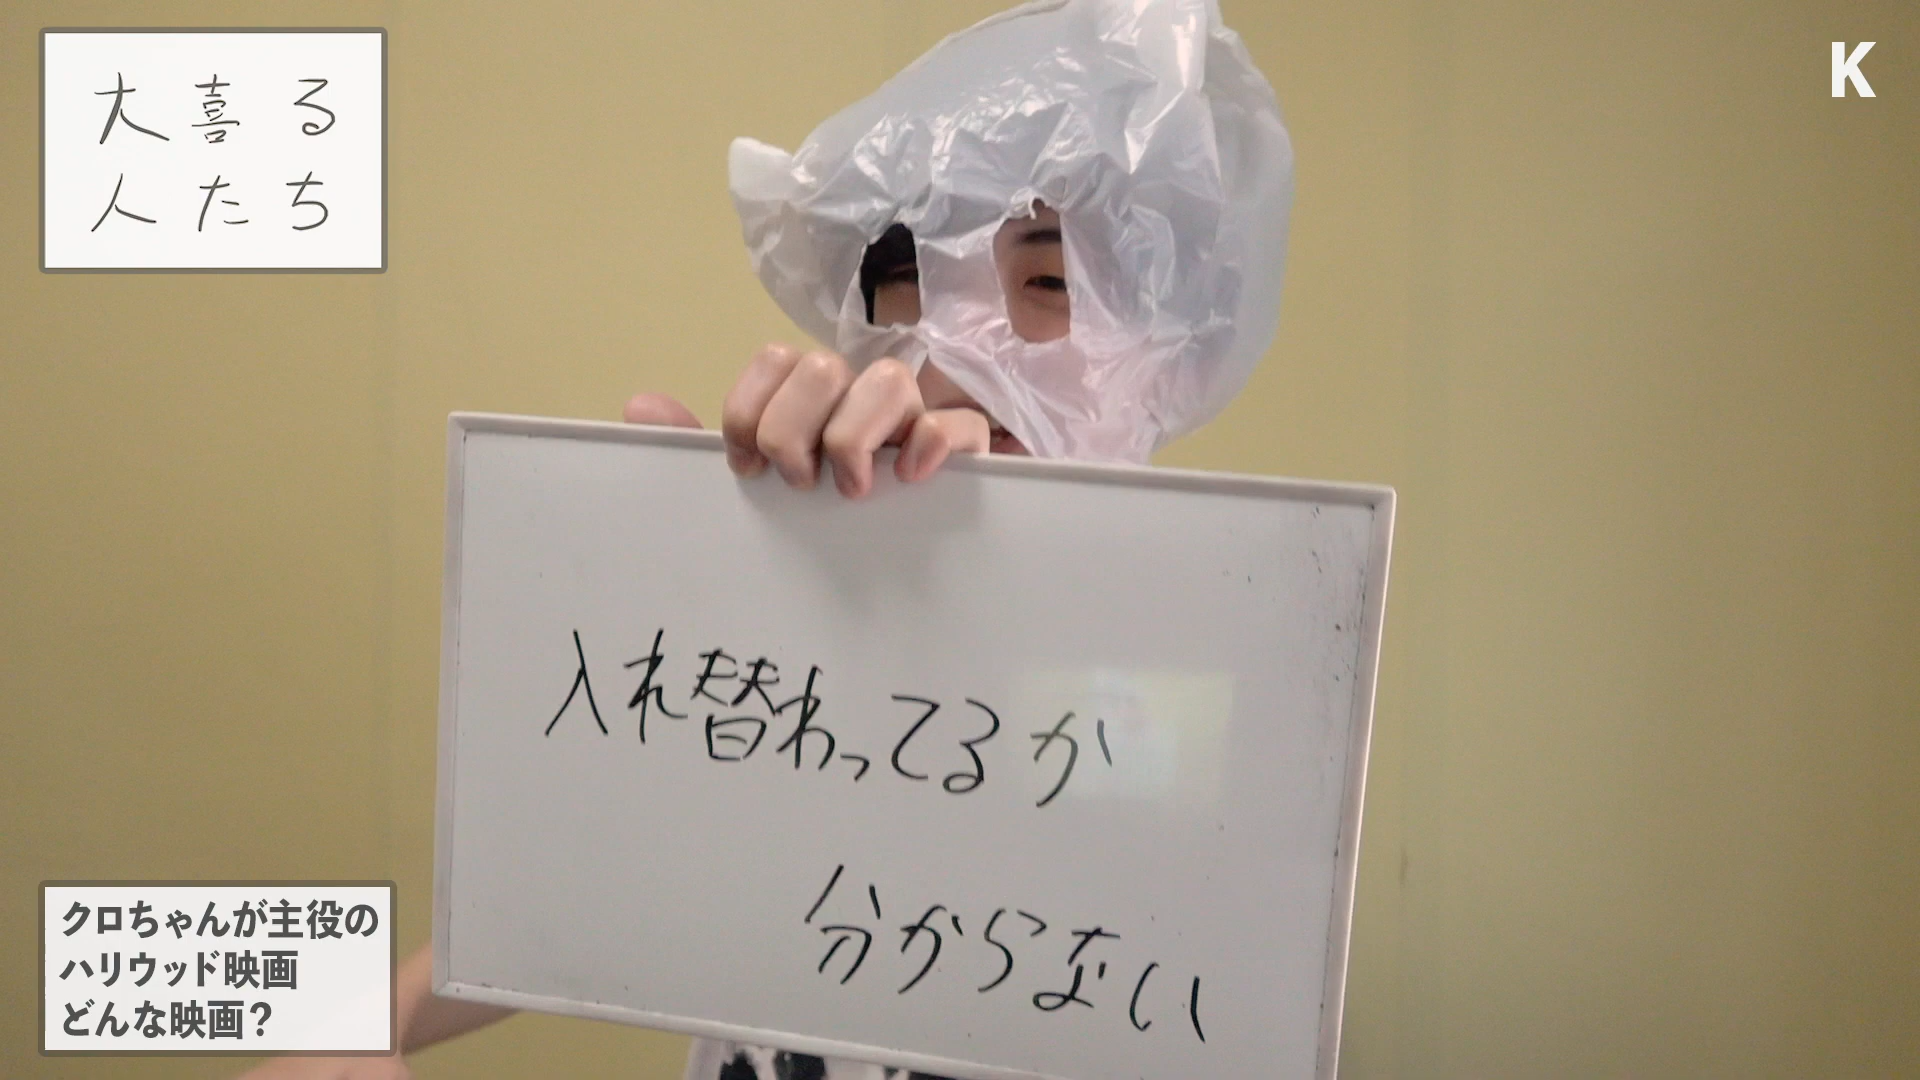 大喜る
人たち
K
入れ替わってるか
分からない
クロちゃんが主役の
ハリウッド映画
どんな映画？